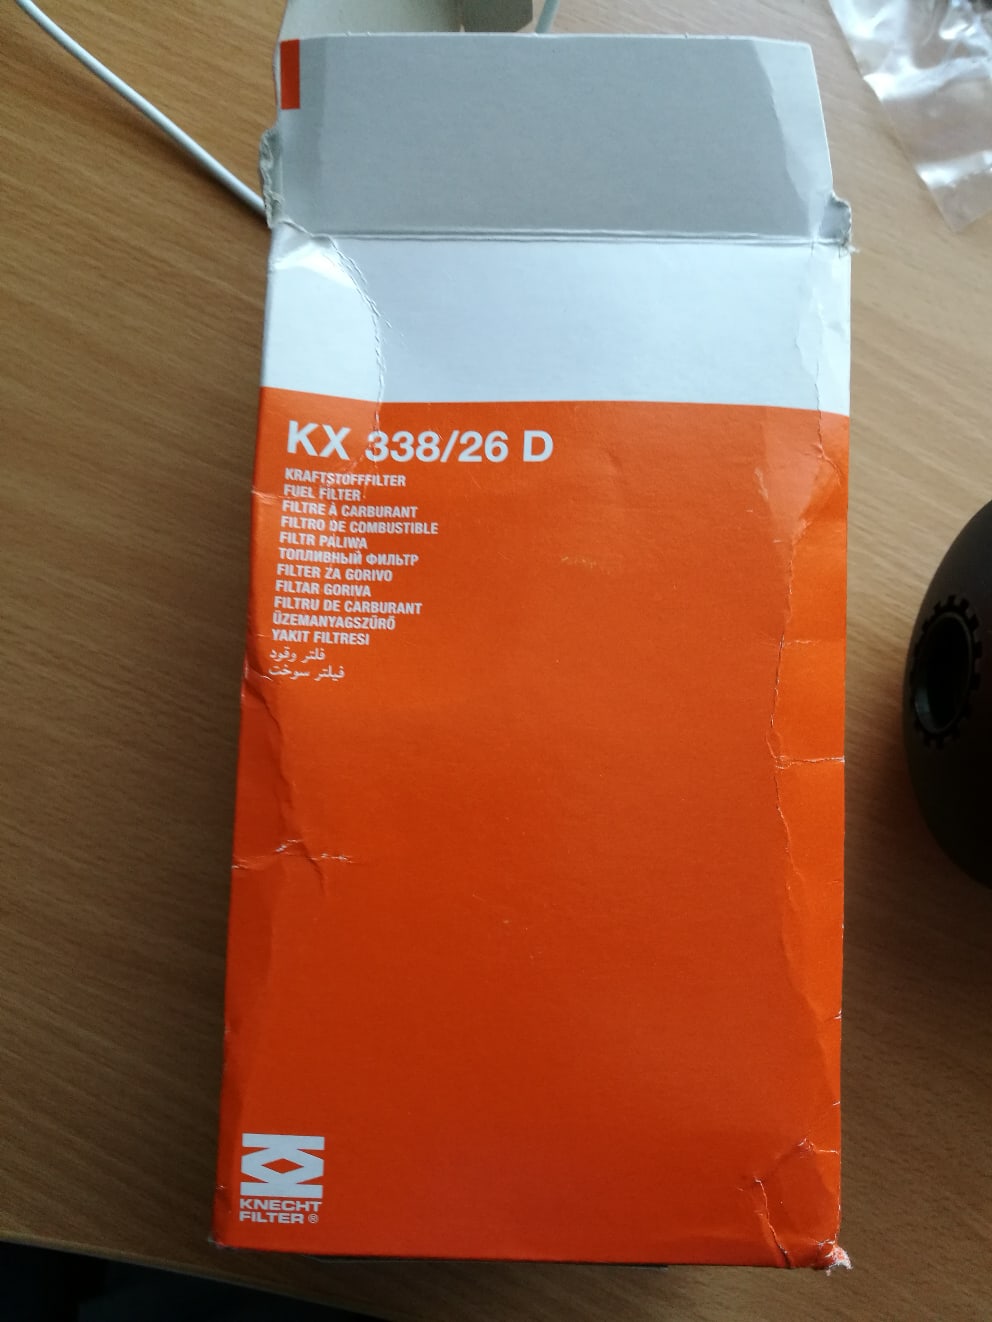 KX 338/26 D
KRAFTSTOFFFILTER
FUEL FILTER
FILTRE À CARBURANT
FILTRO DE COMBUSTIBLE
FILTR PALIWA
ТОПЛИВНЫЙ ФИЛЬТР
FILTER ZA GORIVO
FILTAR GORIVA
FILTRU DE CARBURANT
ÜZEMANYAGSZŰRŐ
YAKIT FILTRESI
فلتر وقود
فیلتر سوخت
KNECHT
FILTER ®